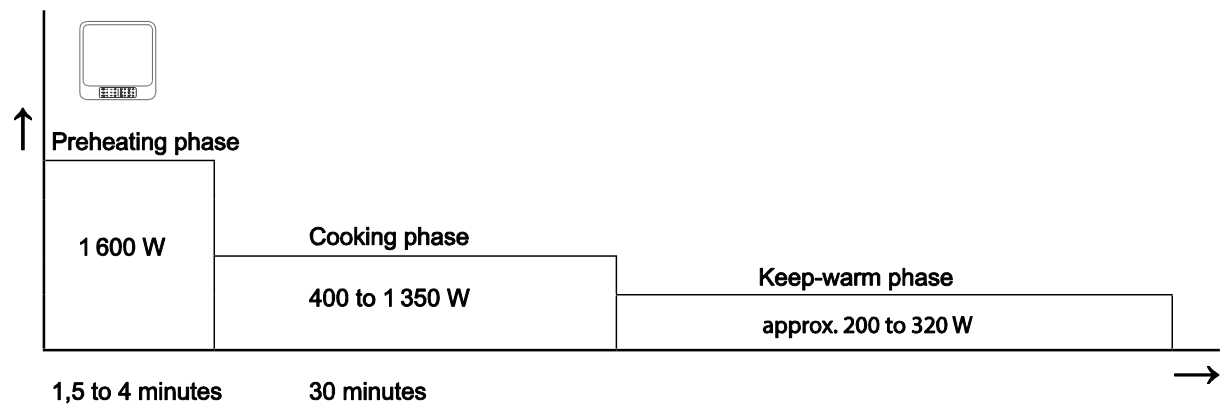 Preheating phase
1 600 W
Cooking phase
400 to 1 350 W
Keep-warm phase
approx. 200 to 320 W
1,5 to 4 minutes
30 minutes